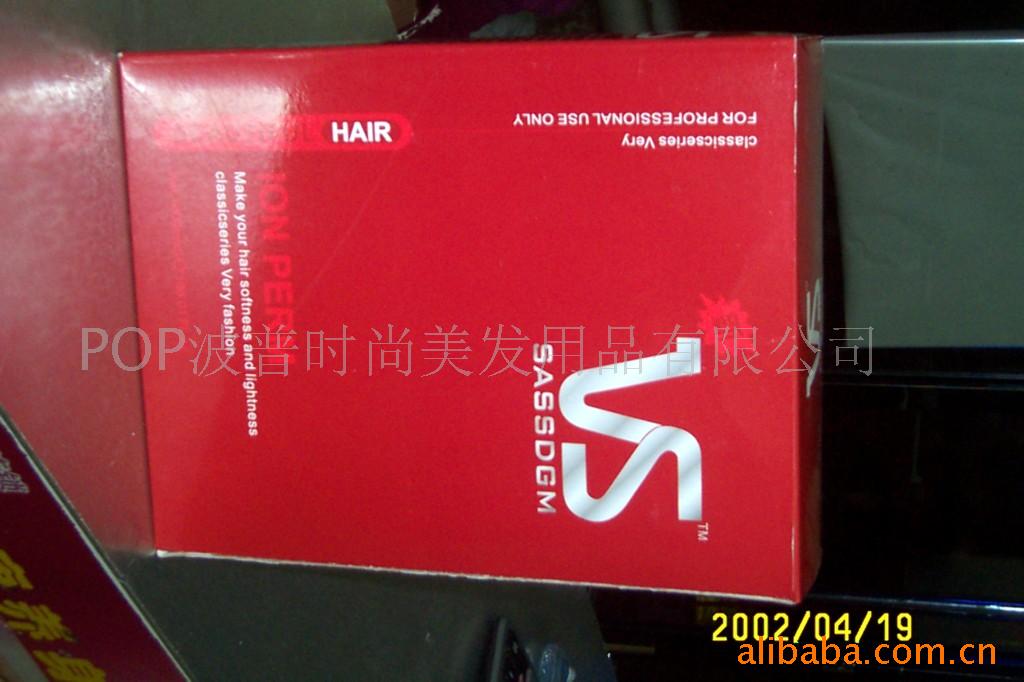 VS
TM
SASSDGM
classicseries Very
FOR PROFESSIONAL USE ONLY
HAIR
ION PERM
Make your hair softness and lightness
classicseries Very fashion.
VS
POP波普时尚美发用品有限公司
2002/04/19
alibaba.com.cn